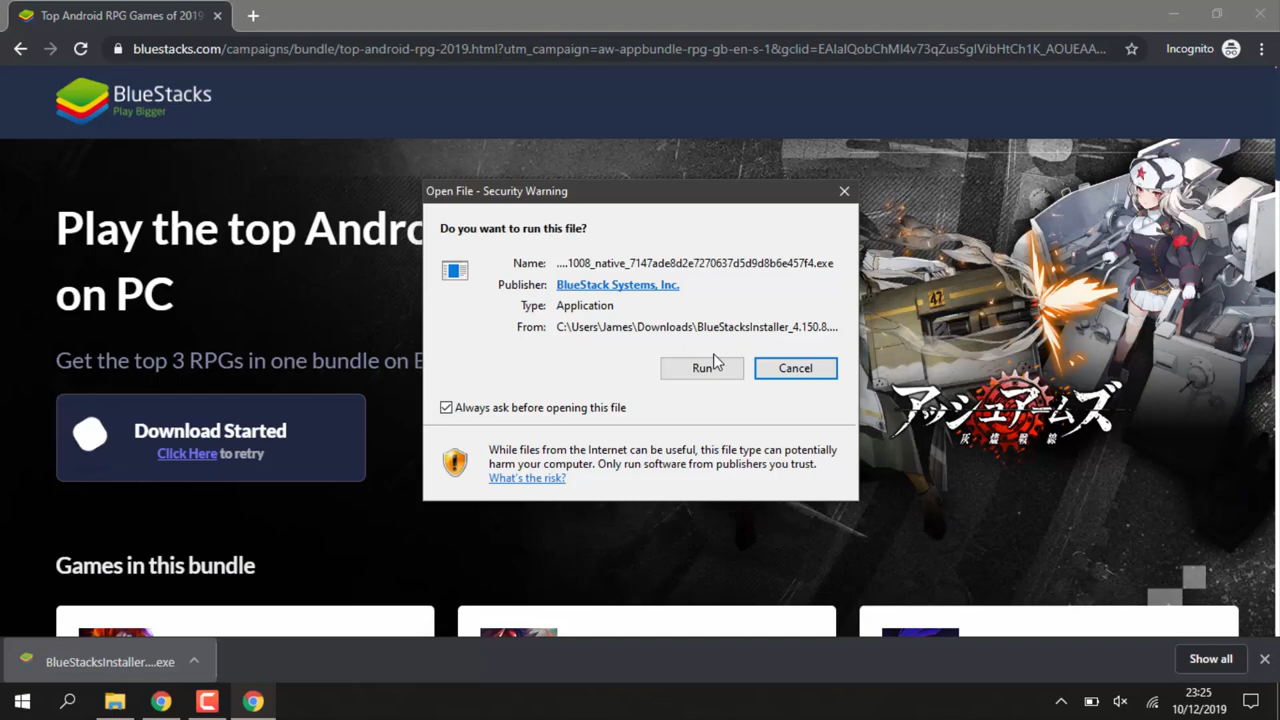 Top Android RPG Games of 2019
bluestacks.com/campaigns/bundle/top-android-rpg-2019.html?utm_campaign=aw-appbundle-rpg-gb-en-s-1&gclid=EAIaIQobChMI4v73qZus5gIVibHtCh1K_AOUEAA...
Incognito
BlueStacks
Play Bigger
Play the top Andro
on PC
Get the top 3 RPGs in one bundle on
Download Started
Click Here to retry
Games in this bundle
Open File - Security Warning
Do you want to run this file?
Name: ....1008_native_7147ade8d2e7270637d5d9d8b6e457f4.exe
Publisher: BlueStack Systems, Inc.
Type: Application
From: C:\Users\James\Downloads\BlueStacksInstaller_4.150.8....
Run
Cancel
Always ask before opening this file
While files from the Internet can be useful, this file type can potentially
harm your computer. Only run software from publishers you trust.
What's the risk?
47
アッシュアームズ
灰燼戦線
BlueStacksInstaller....exe
Show all
23:25
10/12/2019